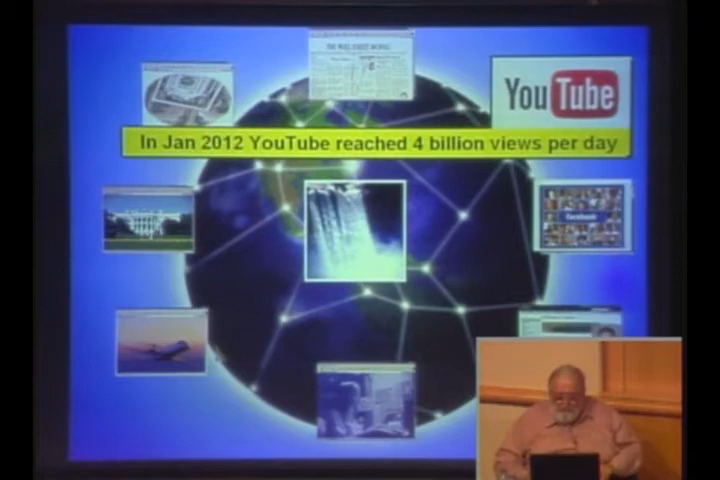 THE WALL STREET JOURNAL
YouTube
In Jan 2012 YouTube reached 4 billion views per day
Facebook